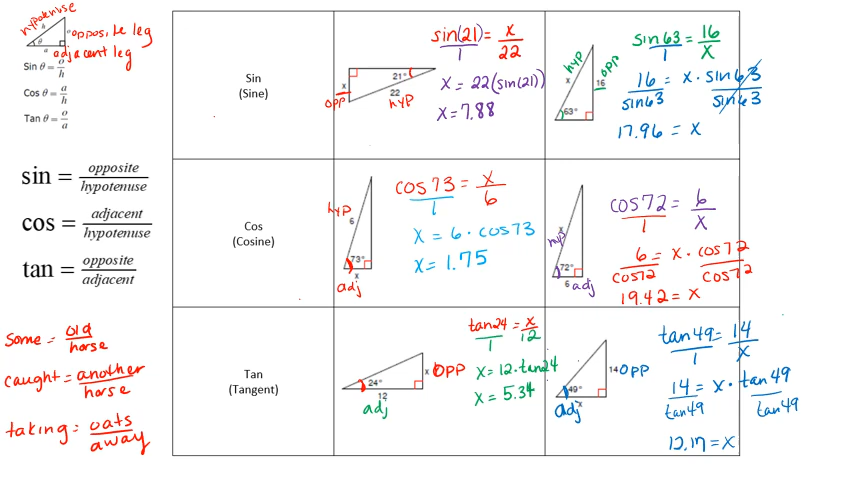 hypotenuse
h
o opposite leg
θ
a
adjacent leg
Sin θ = o/h
Cos θ = a/h
Tan θ = o/a
sin = opposite/hypotenuse
cos = adjacent/hypotenuse
tan = opposite/adjacent
Some = old/horse
caught = another/horse
taking = oats/away
Sin
(Sine)
x
21°
22
opp
hyp
sin(21)/1 = x/22
x = 22(sin(21)
x = 7.88
hyp
x
16
opp
63°
sin63/1 = 16/x
16/sin63 = x · sin63/sin63
17.96 = x
Cos
(Cosine)
hyp
6
73°
x
adj
cos73/1 = x/6
x = 6 · cos73
x = 1.75
hyp
x
72°
6
adj
cos72/1 = 6/x
6/cos72 = x · cos72/cos72
19.42 = x
Tan
(Tangent)
24°
12
adj
x
OPP
tan24/1 = x/12
x = 12 · tan24
x = 5.34
49°
x
adj
14
OPP
tan49/1 = 14/x
14/tan49 = x · tan49/tan49
12.17 = x